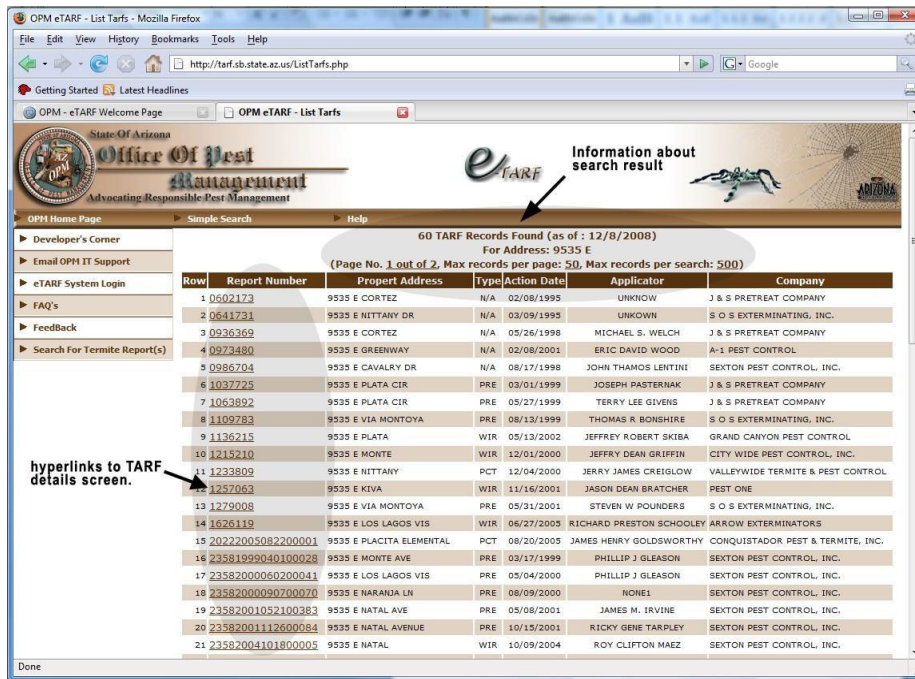 OPM eTARF - List Tarfs - Mozilla Firefox
File Edit View History Bookmarks Tools Help
http://tarf.sb.state.az.us/ListTarfs.php
Google
Getting Started Latest Headlines
OPM - eTARF Welcome Page
OPM eTARF - List Tarfs
State Of Arizona
Office Of Pest
Management
Advocating Responsible Pest Management
AZ OPM
e-TARF
Information about
search result
ARIZONA
OPM Home Page Simple Search Help
Developer's Corner
Email OPM IT Support
eTARF System Login
FAQ's
FeedBack
Search For Termite Report(s)
60 TARF Records Found (as of : 12/8/2008)
For Address: 9535 E
(Page No. 1 out of 2, Max records per page: 50, Max records per search: 500)
Row Report Number Propert Address Type Action Date Applicator Company
1 0602173 9535 E CORTEZ N/A 02/08/1995 UNKNOW J & S PRETREAT COMPANY
2 0641731 9535 E NITTANY DR N/A 03/09/1995 UNKOWN S O S EXTERMINATING, INC.
3 0936369 9535 E CORTEZ N/A 05/26/1998 MICHAEL S. WELCH J & S PRETREAT COMPANY
4 0973480 9535 E GREENWAY N/A 02/08/2001 ERIC DAVID WOOD A-1 PEST CONTROL
5 0986704 9535 E CAVALRY DR N/A 08/17/1998 JOHN THAMOS LENTINI SEXTON PEST CONTROL, INC.
6 1037725 9535 E PLATA CIR PRE 03/01/1999 JOSEPH PASTERNAK J & S PRETREAT COMPANY
7 1063892 9535 E PLATA CIR PRE 05/27/1999 TERRY LEE GIVENS J & S PRETREAT COMPANY
8 1109783 9535 E VIA MONTOYA PRE 08/13/1999 THOMAS R BONSHIRE S O S EXTERMINATING, INC.
9 1136215 9535 E PLATA WIR 05/13/2002 JEFFREY ROBERT SKIBA GRAND CANYON PEST CONTROL
10 1215210 9535 E MONTE WIR 12/01/2000 JEFFRY DEAN GRIFFIN CITY WIDE PEST CONTROL, INC.
11 1233809 9535 E NITTANY PCT 12/04/2000 JERRY JAMES CREIGLOW VALLEYWIDE TERMITE & PEST CONTROL
12 1257063 9535 E KIVA WIR 11/16/2001 JASON DEAN BRATCHER PEST ONE
13 1279008 9535 E VIA MONTOYA PRE 05/31/2001 STEVEN W POUNDERS S O S EXTERMINATING, INC.
14 1626119 9535 E LOS LAGOS VIS WIR 06/27/2005 RICHARD PRESTON SCHOOLEY ARROW EXTERMINATORS
15 20222005082200001 9535 E PLACITA ELEMENTAL PCT 08/20/2005 JAMES HENRY GOLDSWORTHY CONQUISTADOR PEST & TERMITE, INC.
16 23581999040100028 9535 E MONTE AVE PRE 03/17/1999 PHILLIP J GLEASON SEXTON PEST CONTROL, INC.
17 23582000060200041 9535 E LOS LAGOS VIS PRE 05/04/2000 PHILLIP J GLEASON SEXTON PEST CONTROL, INC.
18 23582000090700070 9535 E NARANJA LN PRE 08/09/2000 NONE1 SEXTON PEST CONTROL, INC.
19 23582001052100383 9535 E NATAL AVE PRE 05/08/2001 JAMES M. IRVINE SEXTON PEST CONTROL, INC.
20 23582001112600084 9535 E NATAL AVENUE PRE 10/15/2001 RICKY GENE TARPLEY SEXTON PEST CONTROL, INC.
21 23582004101800005 9535 E NATAL WIR 10/09/2004 ROY CLIFTON MAEZ SEXTON PEST CONTROL, INC.
hyperlinks to TARF
details screen.
Done